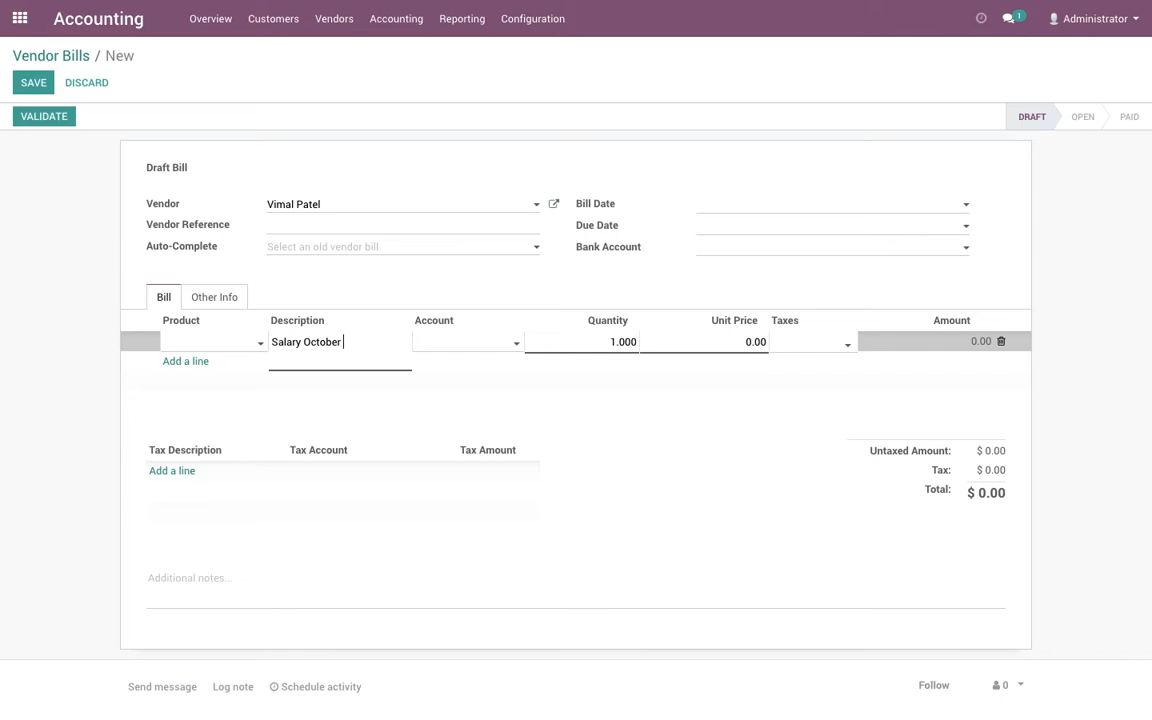 Accounting Overview Customers Vendors Accounting Reporting Configuration 1 Administrator
Vendor Bills / New
SAVE DISCARD
VALIDATE DRAFT OPEN PAID
Draft Bill
Vendor Vimal Patel Bill Date
Vendor Reference Due Date
Auto-Complete Select an old vendor bill Bank Account
Bill Other Info
Product Description Account Quantity Unit Price Taxes Amount
Salary October 1.000 0.00 0.00
Add a line
Tax Description Tax Account Tax Amount Untaxed Amount: $ 0.00
Add a line Tax: $ 0.00
Total: $ 0.00
Additional notes...
Send message Log note Schedule activity Follow 0